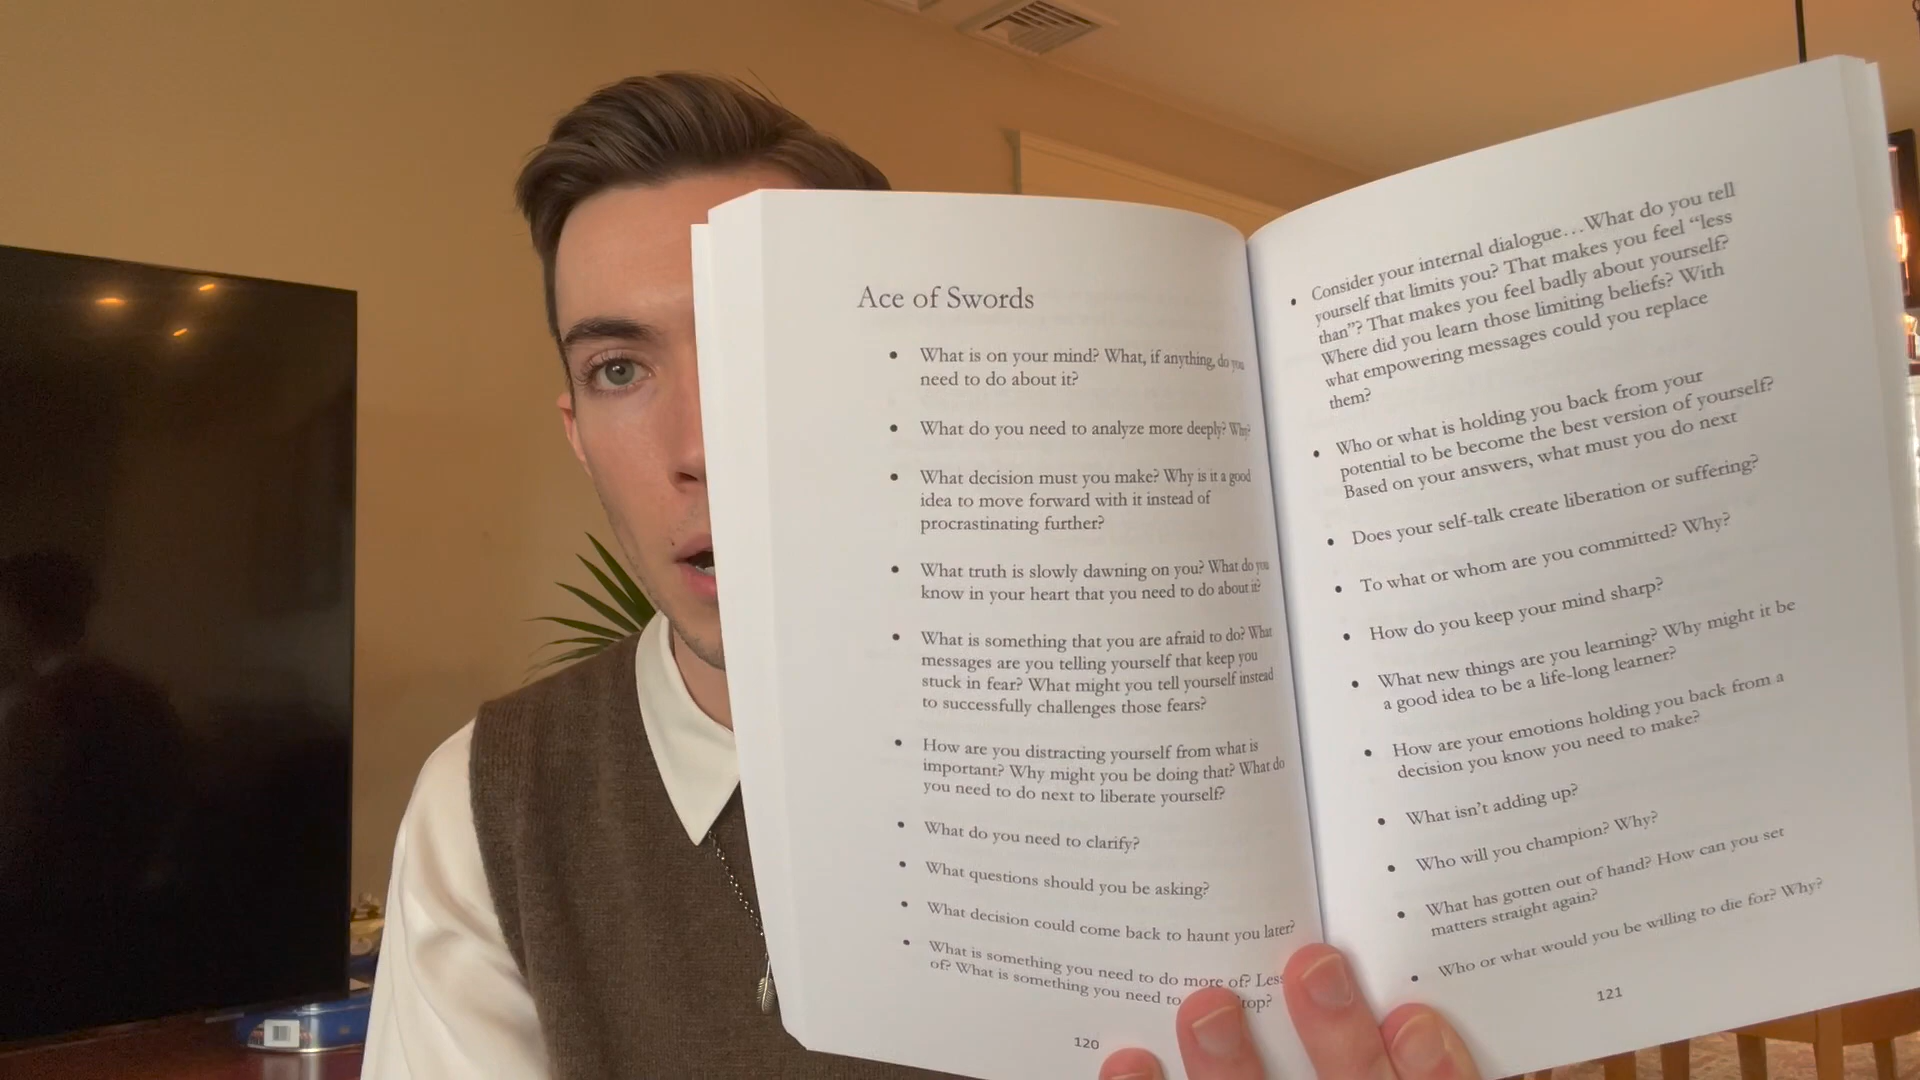 Ace of Swords
• What is on your mind? What, if anything, do you
need to do about it?
• What do you need to analyze more deeply? Why?
• What decision must you make? Why is it a good
idea to move forward with it instead of
procrastinating further?
• What truth is slowly dawning on you? What do you
know in your heart that you need to do about it?
• What is something that you are afraid to do? What
messages are you telling yourself that keep you
stuck in fear? What might you tell yourself instead
to successfully challenges those fears?
• How are you distracting yourself from what is
important? Why might you be doing that? What do
you need to do next to liberate yourself?
• What do you need to clarify?
• What questions should you be asking?
• What decision could come back to haunt you later?
• What is something you need to do more of? Less
of? What is something you need to
120
• Consider your internal dialogue…What do you tell
yourself that limits you? That makes you feel “less
than”? That makes you feel badly about yourself?
Where did you learn those limiting beliefs? With
what empowering messages could you replace
them?
• Who or what is holding you back from your
potential to be become the best version of yourself?
Based on your answers, what must you do next
• Does your self-talk create liberation or suffering?
• To what or whom are you committed? Why?
• How do you keep your mind sharp?
• What new things are you learning? Why might it be
a good idea to be a life-long learner?
• How are your emotions holding you back from a
decision you know you need to make?
• What isn’t adding up?
• Who will you champion? Why?
• What has gotten out of hand? How can you set
matters straight again?
• Who or what would you be willing to die for? Why?
121